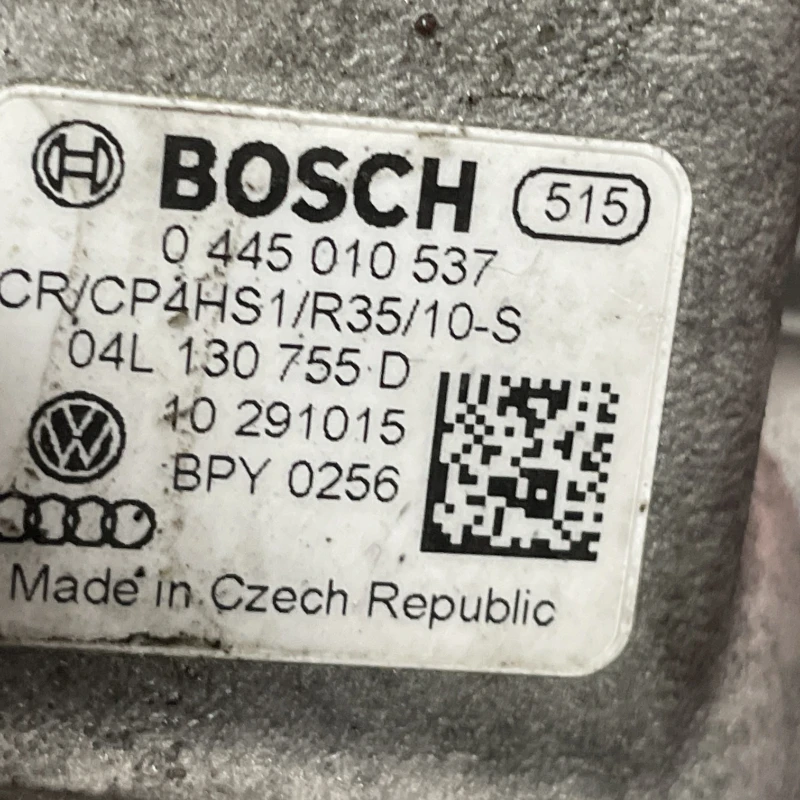 BOSCH 515
0 445 010 537
CR/CP4HS1/R35/10-S
04L 130 755 D
10 291015
BPY 0256
Made in Czech Republic